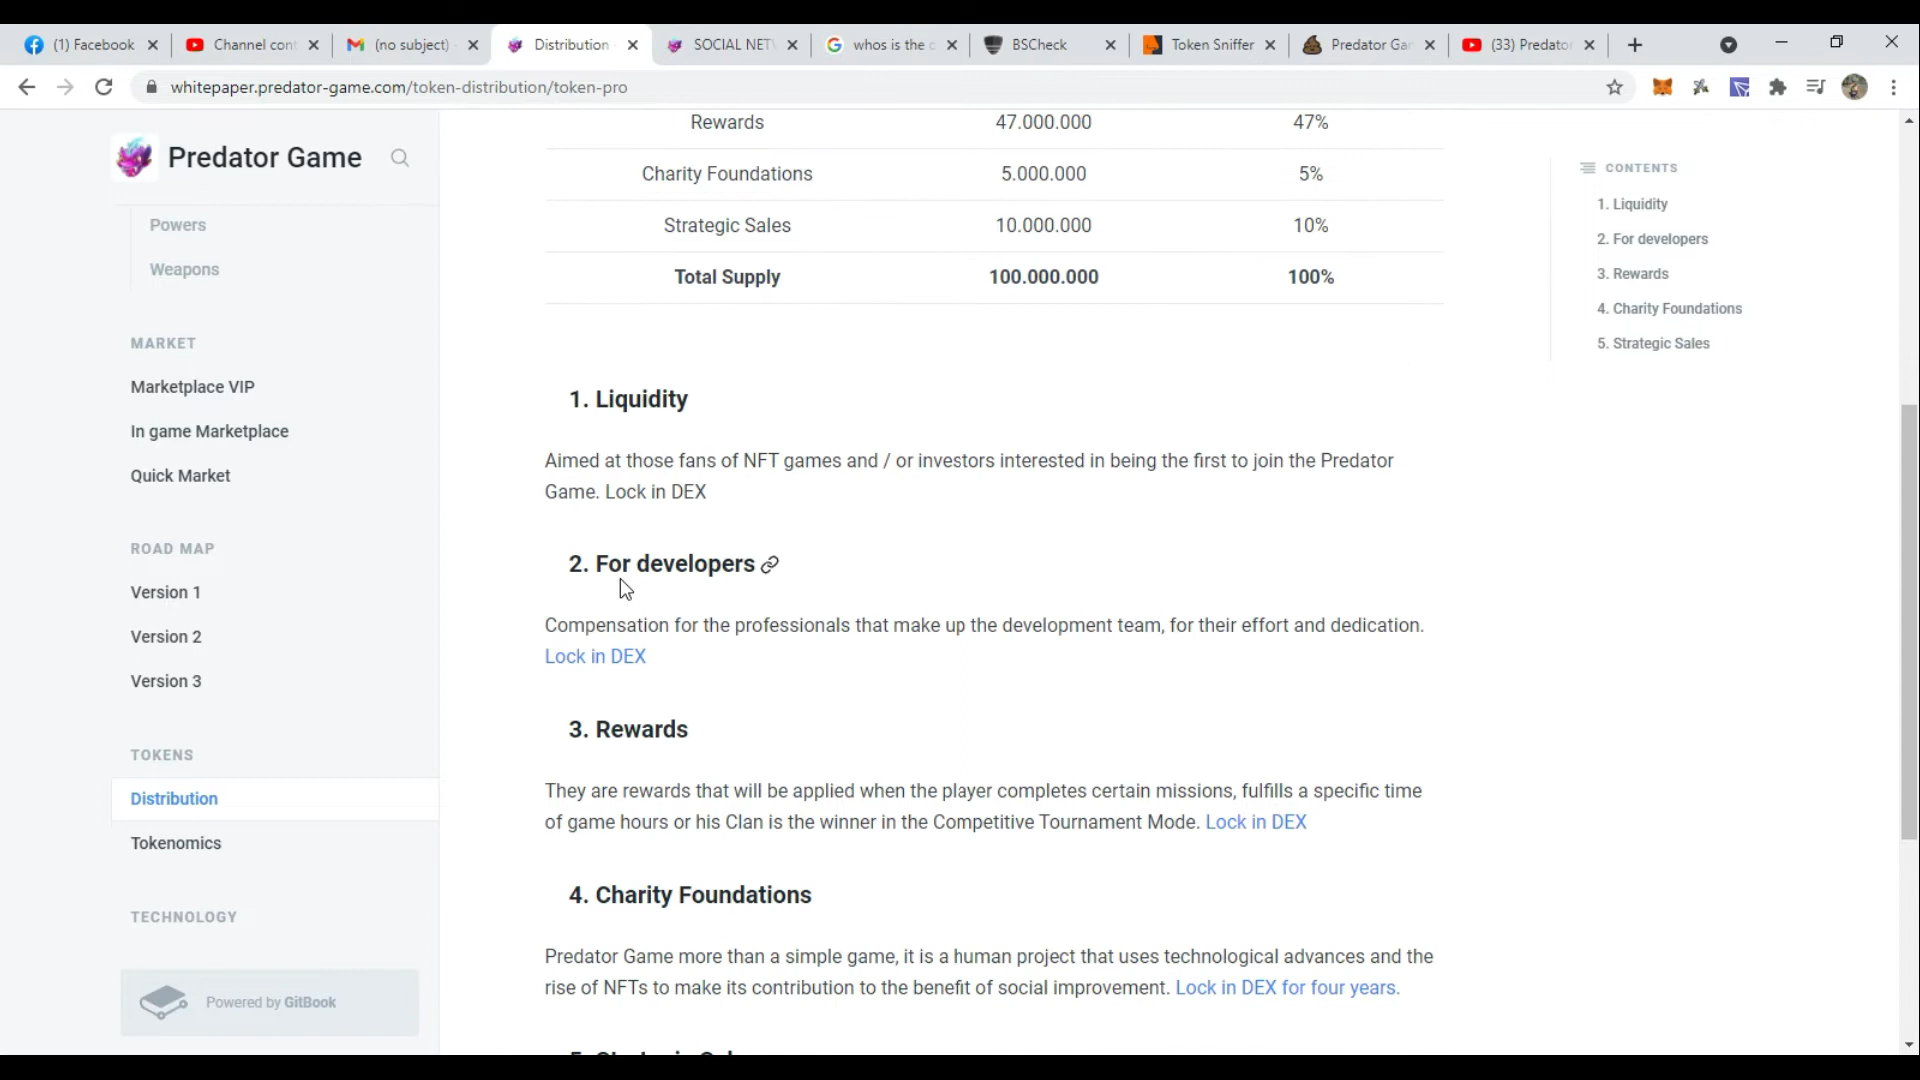 (1) Facebook
Channel cont
(no subject)
Distribution
SOCIAL NET
whos is the
BSCheck
Token Sniffer
Predator Ga
(33) Predato
whitepaper.predator-game.com/token-distribution/token-pro
Predator Game
Powers
Weapons
MARKET
Marketplace VIP
In game Marketplace
Quick Market
ROAD MAP
Version 1
Version 2
Version 3
TOKENS
Distribution
Tokenomics
TECHNOLOGY
Powered by GitBook
Rewards 47.000.000 47%
Charity Foundations 5.000.000 5%
Strategic Sales 10.000.000 10%
Total Supply 100.000.000 100%
1. Liquidity
Aimed at those fans of NFT games and / or investors interested in being the first to join the Predator
Game. Lock in DEX
2. For developers
Compensation for the professionals that make up the development team, for their effort and dedication.
Lock in DEX
3. Rewards
They are rewards that will be applied when the player completes certain missions, fulfills a specific time
of game hours or his Clan is the winner in the Competitive Tournament Mode. Lock in DEX
4. Charity Foundations
Predator Game more than a simple game, it is a human project that uses technological advances and the
rise of NFTs to make its contribution to the benefit of social improvement. Lock in DEX for four years.
CONTENTS
1. Liquidity
2. For developers
3. Rewards
4. Charity Foundations
5. Strategic Sales